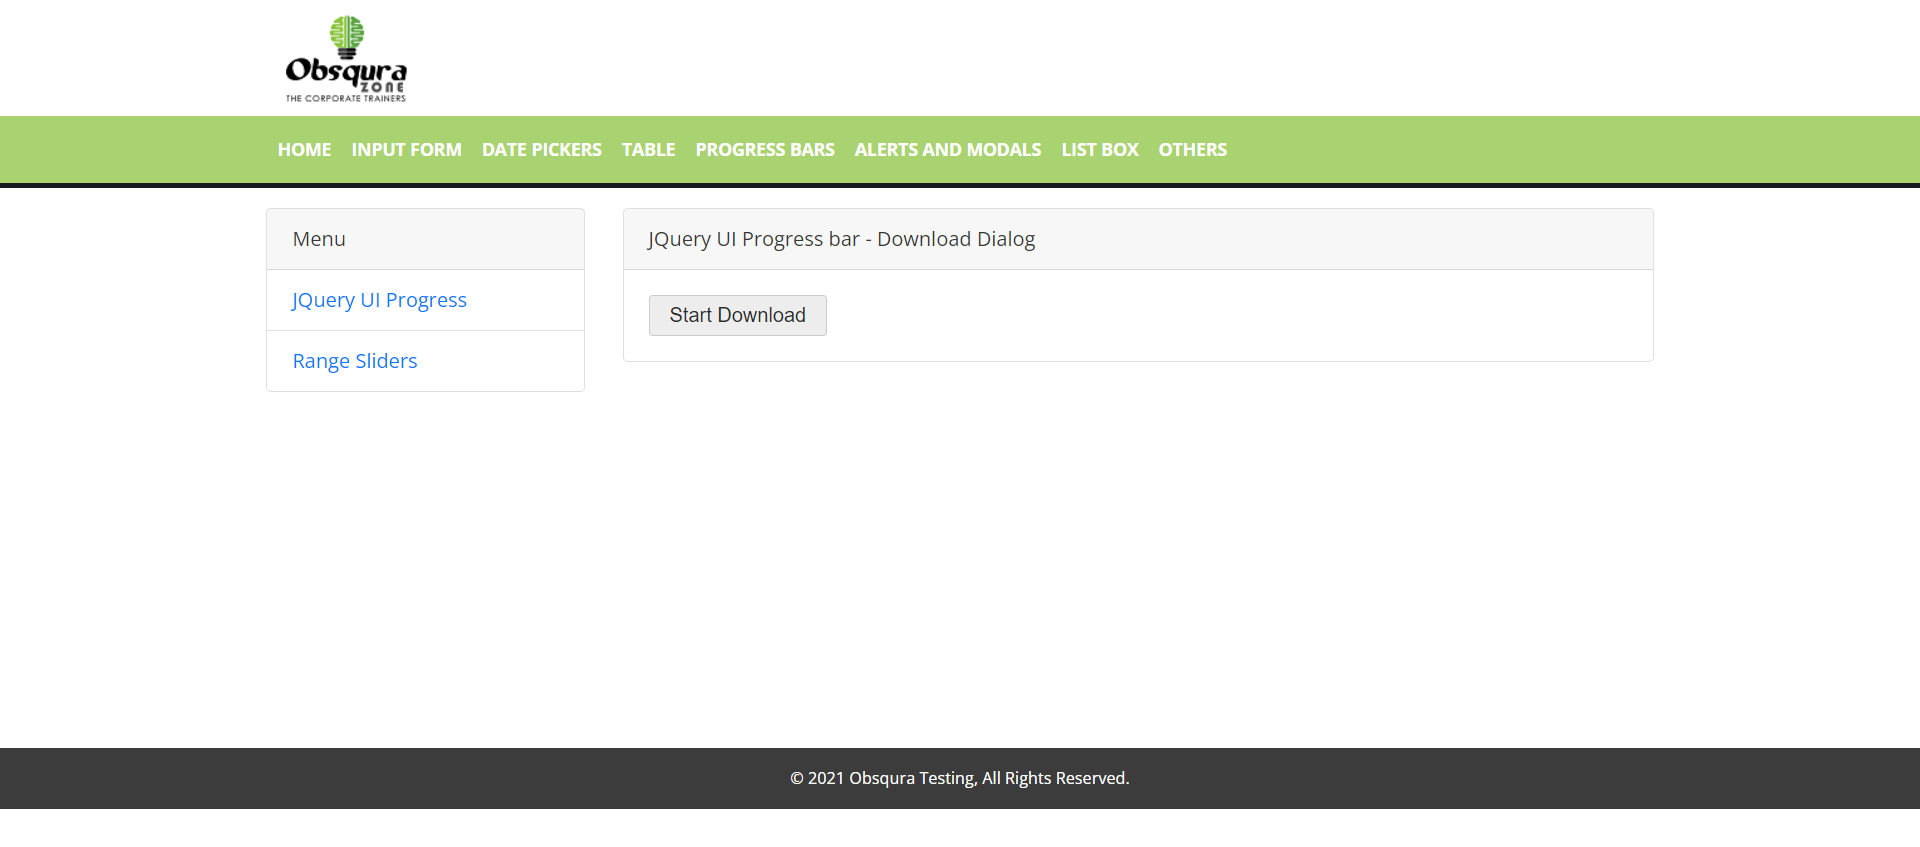 Obsqura
ZONE
THE CORPORATE TRAINERS
HOME INPUT FORM DATE PICKERS TABLE PROGRESS BARS ALERTS AND MODALS LIST BOX OTHERS
Menu
JQuery UI Progress
Range Sliders
JQuery UI Progress bar - Download Dialog
Start Download
© 2021 Obsqura Testing, All Rights Reserved.